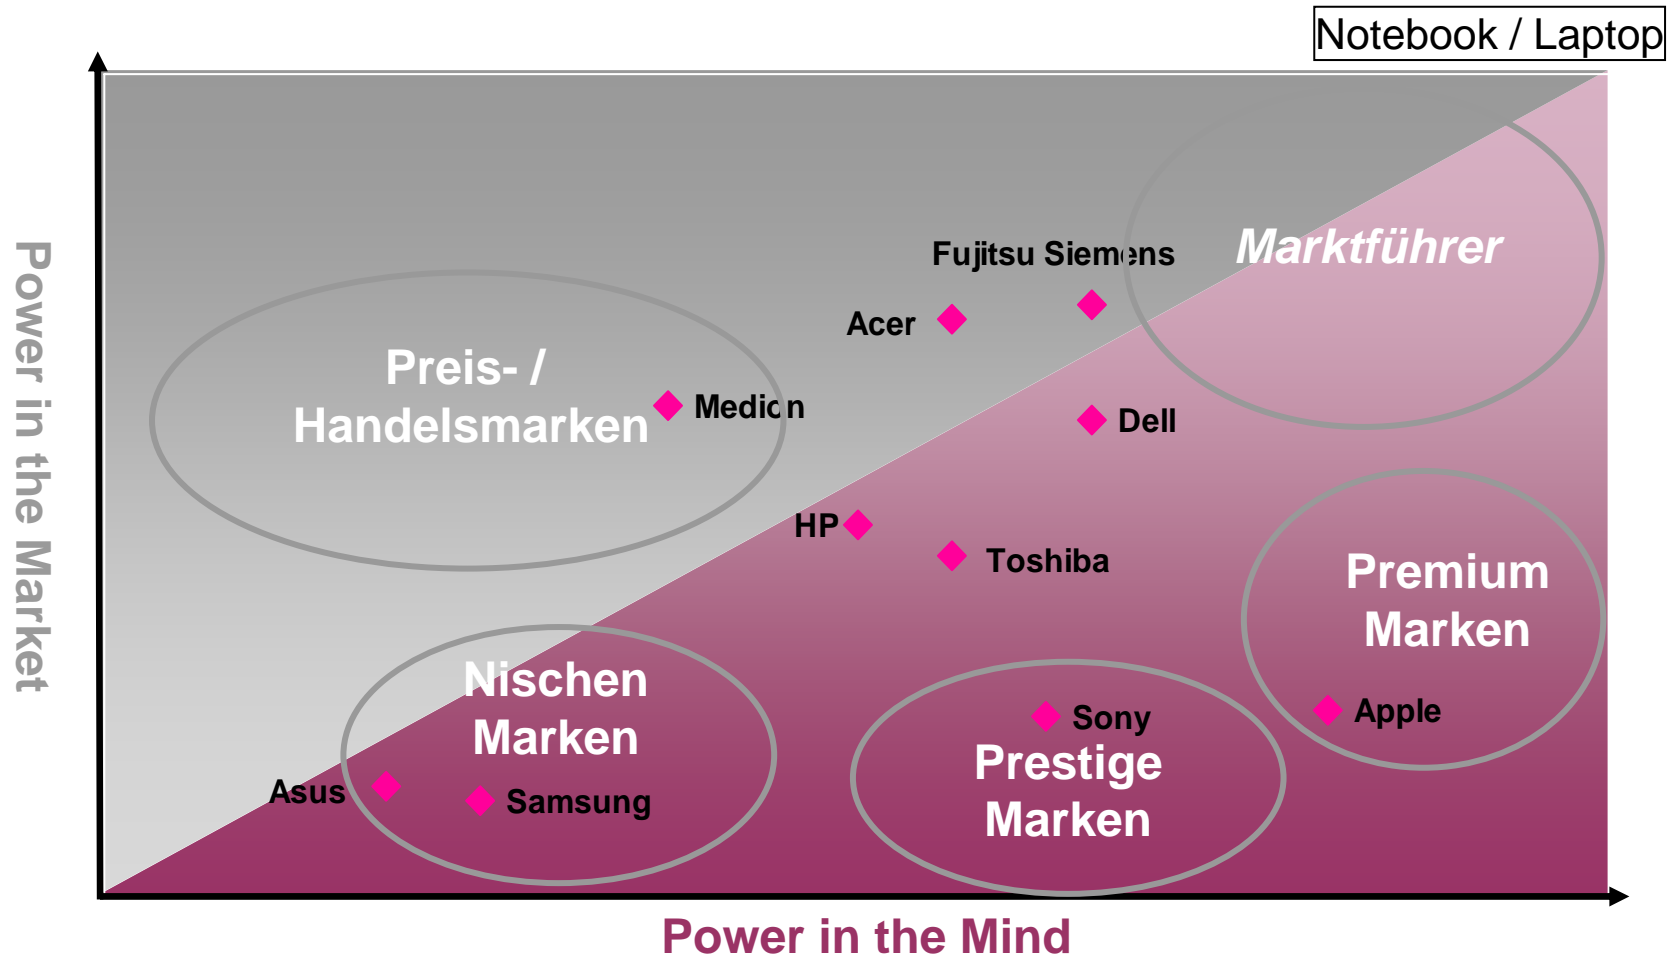 Notebook / Laptop
Power in the Market
Marktführer
Fujitsu Siemens
Acer
Preis- /
Handelsmarken
Medion
Dell
HP
Toshiba
Premium
Marken
Nischen
Marken
Apple
Sony
Prestige
Marken
Asus
Samsung
Power in the Mind